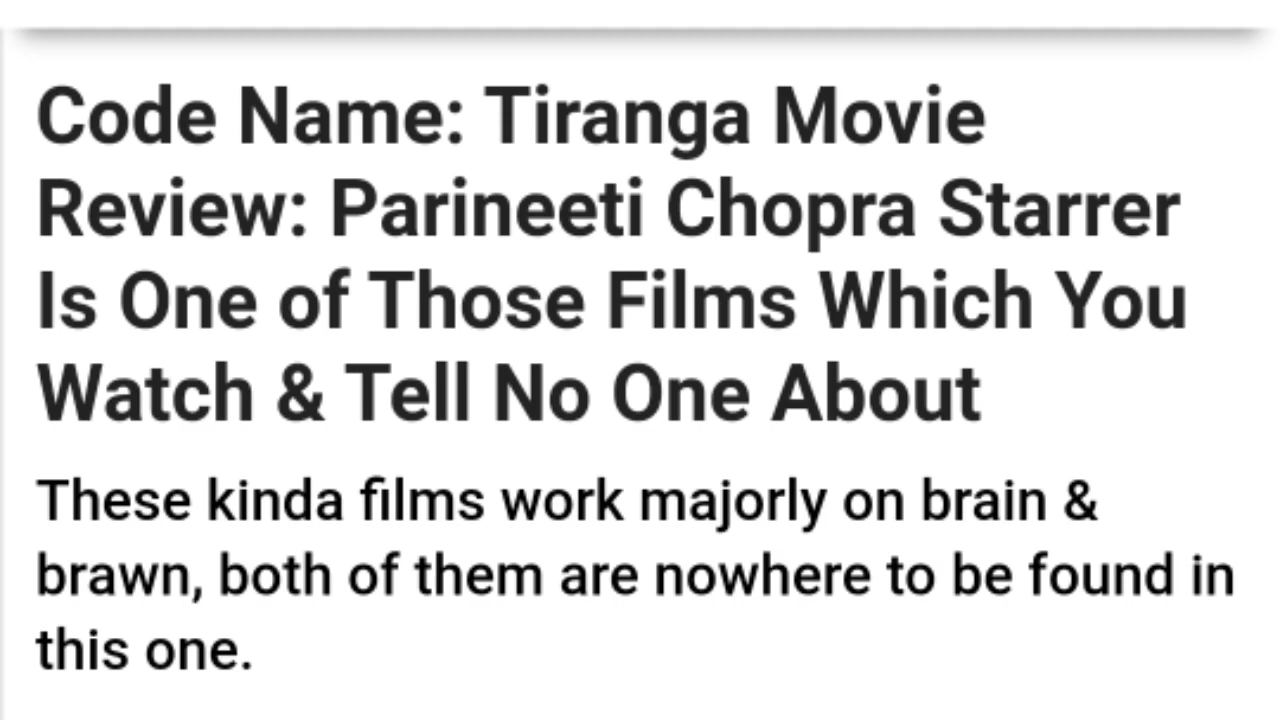 Code Name: Tiranga Movie
Review: Parineeti Chopra Starrer
Is One of Those Films Which You
Watch & Tell No One About
These kinda films work majorly on brain &
brawn, both of them are nowhere to be found in
this one.